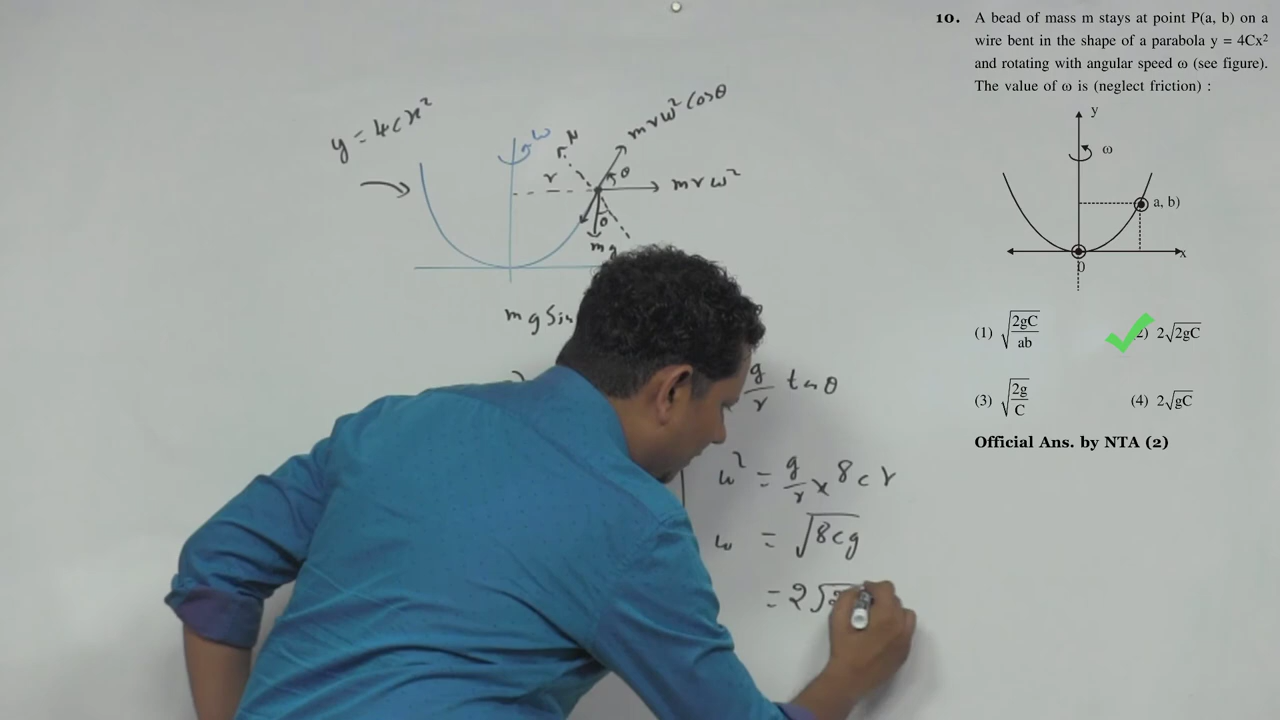 y = 4cx²
ω
N
r
mrω² cosθ
θ
mrω²
θ
mg
mg Sin
g/r tanθ
ω² = g/r × 8cr
ω = √8cg
= 2√2
10. A bead of mass m stays at point P(a, b) on a
wire bent in the shape of a parabola y = 4Cx²
and rotating with angular speed ω (see figure).
The value of ω is (neglect friction) :
y
ω
a, b)
x
0
(1) √(2gC/ab)
2) 2√2gC
(3) √(2g/C)
(4) 2√gC
Official Ans. by NTA (2)